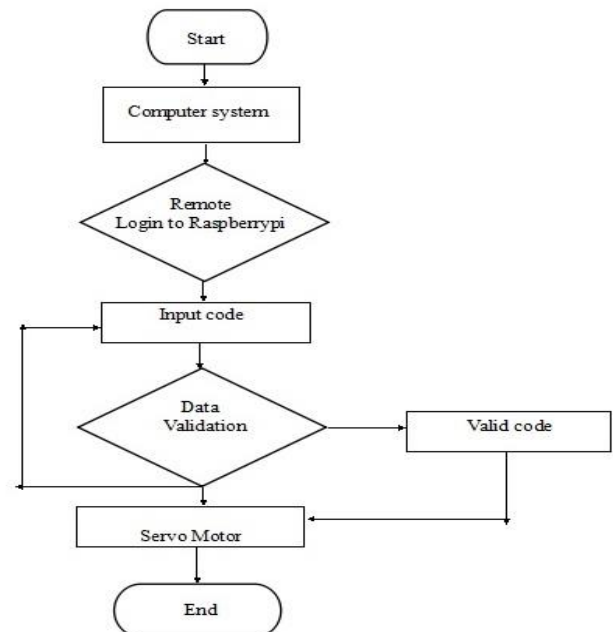 Start
Computer system
Remote
Login to Raspberrypi
Input code
Data
Validation
Valid code
Servo Motor
End